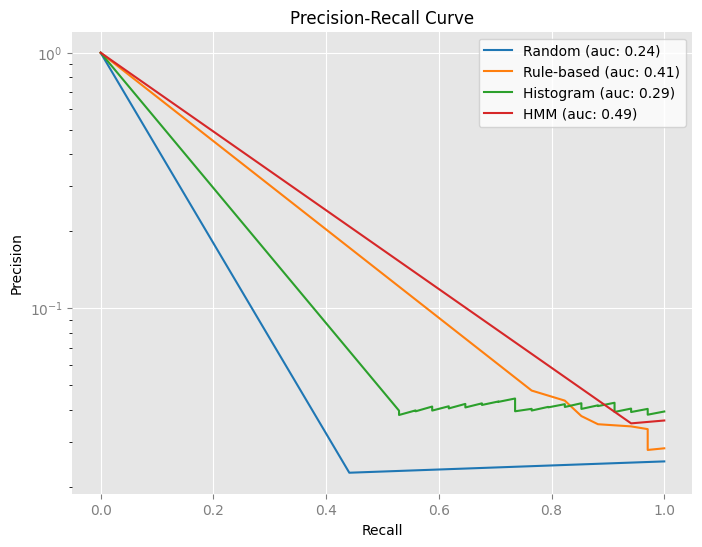 Precision-Recall Curve
Random (auc: 0.24)
Rule-based (auc: 0.41)
Histogram (auc: 0.29)
HMM (auc: 0.49)
10⁰
10⁻¹
Precision
0.0 0.2 0.4 0.6 0.8 1.0
Recall